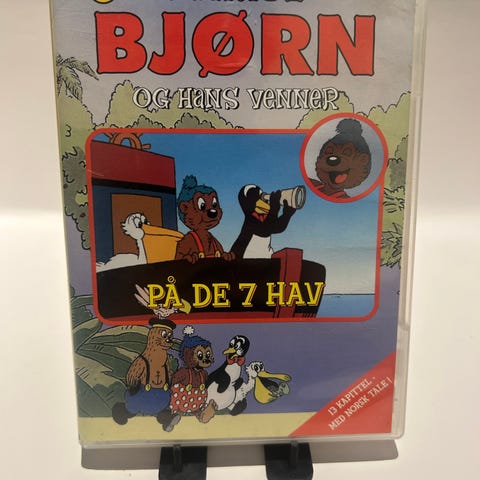 BJØRN
OG HANS VENNER
PÅ DE 7 HAV
13 KAPITTEL -
MED NORSK TALE!